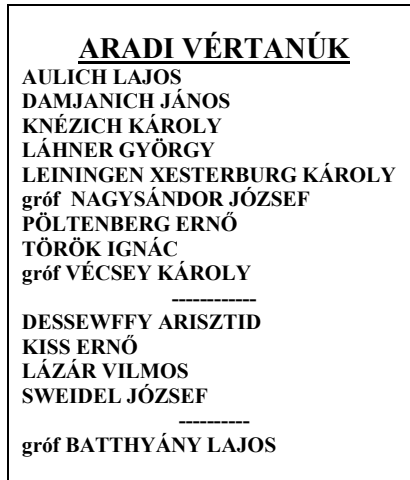 ARADI VÉRTANÚK
AULICH LAJOS
DAMJANICH JÁNOS
KNÉZICH KÁROLY
LÁHNER GYÖRGY
LEININGEN XESTERBURG KÁROLY
gróf NAGYSÁNDOR JÓZSEF
PÖLTENBERG ERNŐ
TÖRÖK IGNÁC
gróf VÉCSEY KÁROLY
------------
DESSEWFFY ARISZTID
KISS ERNŐ
LÁZÁR VILMOS
SWEIDEL JÓZSEF
----------
gróf BATTHYÁNY LAJOS